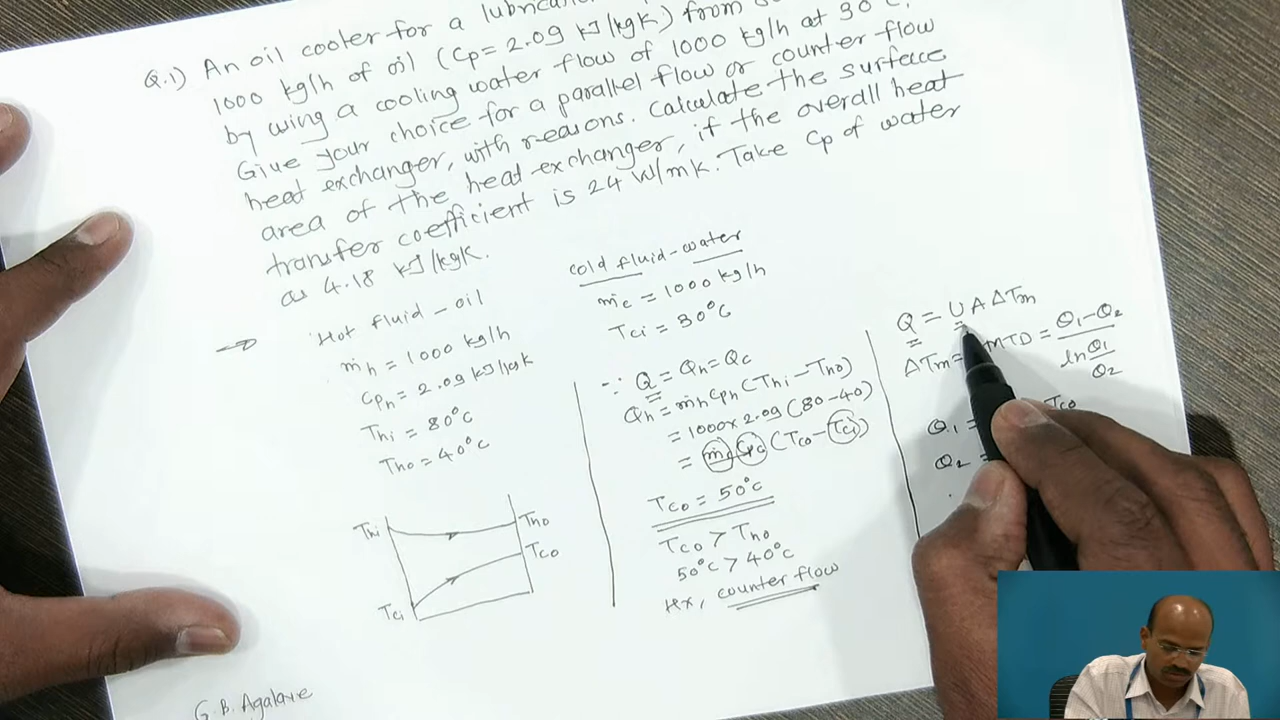 Q.1) An oil cooler for a
1000 kg/h of oil (Cp = 2.09 kJ/kgK) from
by using a cooling water flow of 1000 kg/h at 30°C.
Give your choice for a parallel flow or counter flow
heat exchanger, with reasons. Calculate the surface
area of the heat exchanger, if the overall heat
transfer coefficient is 24 W/mK. Take Cp of water
as 4.18 kJ/kgK.
Hot fluid - oil
ṁh = 1000 kg/h
Cph = 2.09 kJ/kgK
Thi = 80°C
Tho = 40°C
Thi
Tho
Tco
Tci
cold fluid - water
ṁc = 1000 kg/h
Tci = 30°C
∵ Q = Qh = Qc
Qh = ṁh Cph (Thi - Tho)
= 1000 x 2.09 (80 - 40)
= ṁc Cpc (Tco - Tci)
Tco = 50°C
Tco > Tho
50°C > 40°C
Hx, counter flow
Q = U A ΔTm
ΔTm = MTD = θ1 - θ2
ln θ1
θ2
θ1 = Tco
θ2 =
G. B. Agalave